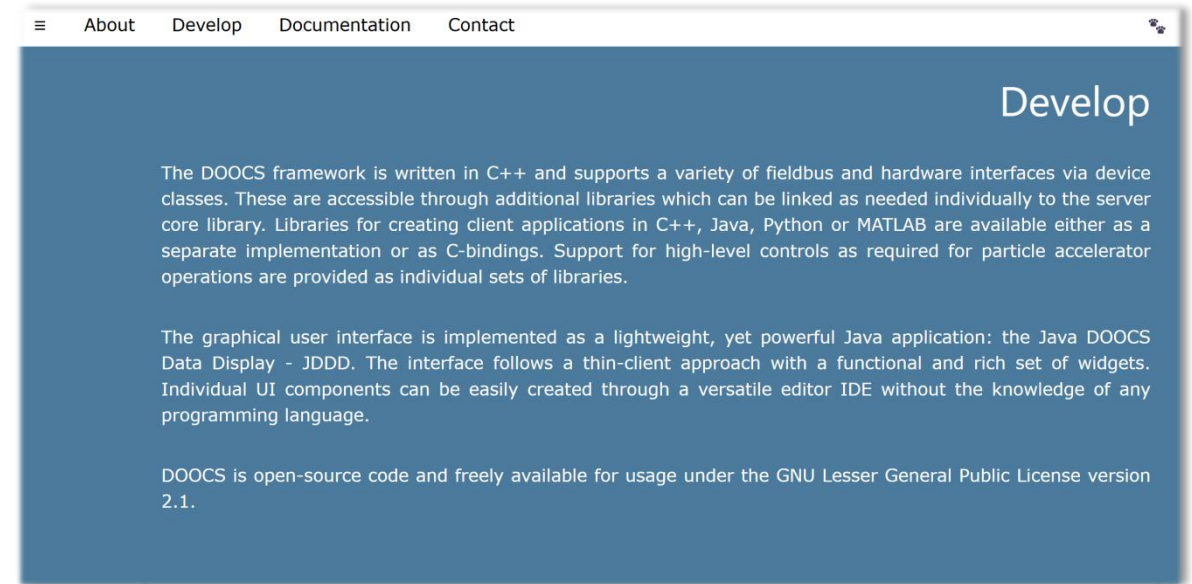 ≡ About Develop Documentation Contact
Develop
The DOOCS framework is written in C++ and supports a variety of fieldbus and hardware interfaces via device
classes. These are accessible through additional libraries which can be linked as needed individually to the server
core library. Libraries for creating client applications in C++, Java, Python or MATLAB are available either as a
separate implementation or as C-bindings. Support for high-level controls as required for particle accelerator
operations are provided as individual sets of libraries.
The graphical user interface is implemented as a lightweight, yet powerful Java application: the Java DOOCS
Data Display - JDDD. The interface follows a thin-client approach with a functional and rich set of widgets.
Individual UI components can be easily created through a versatile editor IDE without the knowledge of any
programming language.
DOOCS is open-source code and freely available for usage under the GNU Lesser General Public License version
2.1.